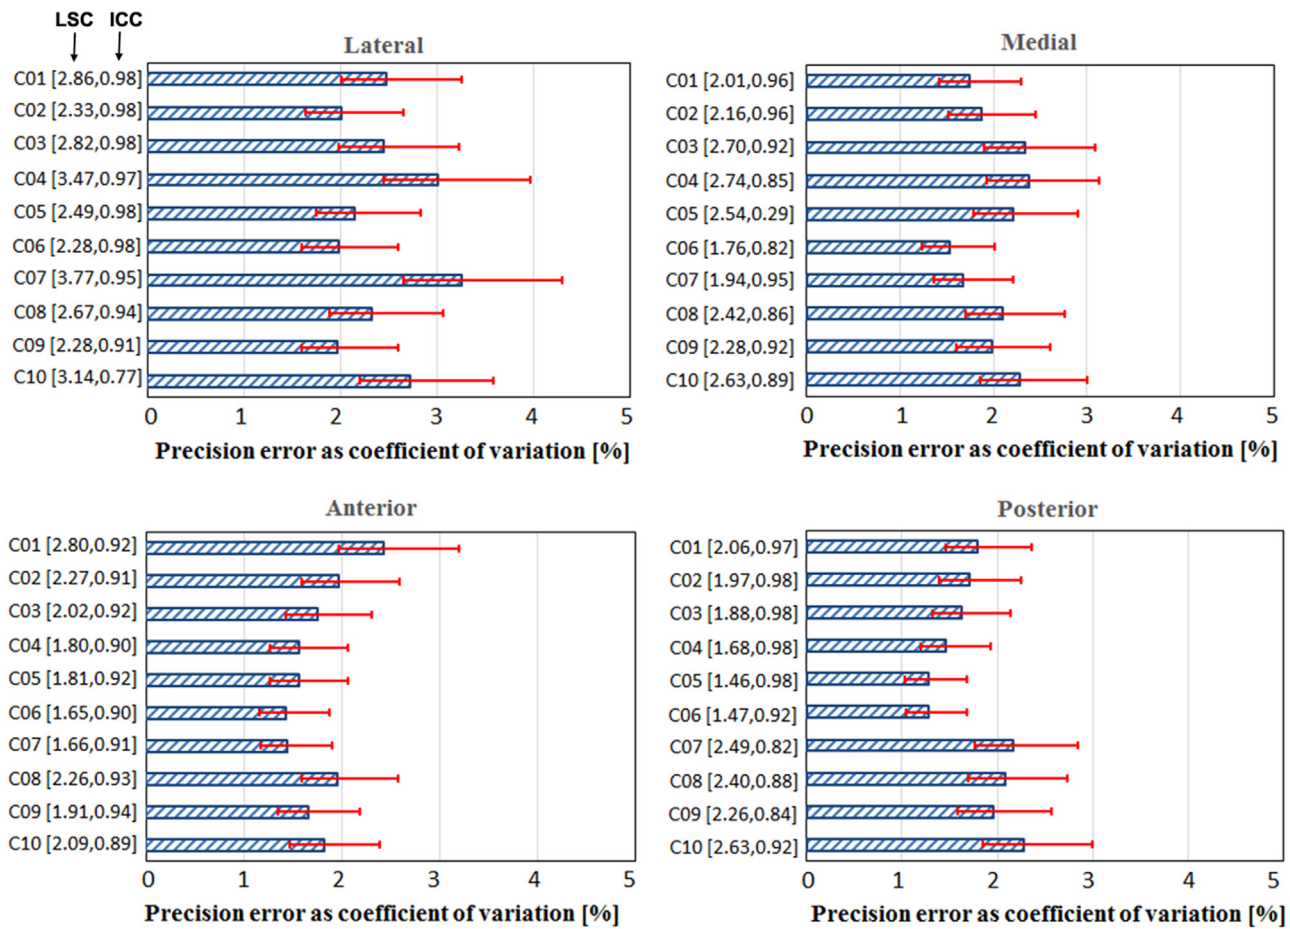 LSC ICC
Lateral
C01 [2.86,0.98]
C02 [2.33,0.98]
C03 [2.82,0.98]
C04 [3.47,0.97]
C05 [2.49,0.98]
C06 [2.28,0.98]
C07 [3.77,0.95]
C08 [2.67,0.94]
C09 [2.28,0.91]
C10 [3.14,0.77]
0 1 2 3 4 5
Precision error as coefficient of variation [%]
Medial
C01 [2.01,0.96]
C02 [2.16,0.96]
C03 [2.70,0.92]
C04 [2.74,0.85]
C05 [2.54,0.29]
C06 [1.76,0.82]
C07 [1.94,0.95]
C08 [2.42,0.86]
C09 [2.28,0.92]
C10 [2.63,0.89]
0 1 2 3 4 5
Precision error as coefficient of variation [%]
Anterior
C01 [2.80,0.92]
C02 [2.27,0.91]
C03 [2.02,0.92]
C04 [1.80,0.90]
C05 [1.81,0.92]
C06 [1.65,0.90]
C07 [1.66,0.91]
C08 [2.26,0.93]
C09 [1.91,0.94]
C10 [2.09,0.89]
0 1 2 3 4 5
Precision error as coefficient of variation [%]
Posterior
C01 [2.06,0.97]
C02 [1.97,0.98]
C03 [1.88,0.98]
C04 [1.68,0.98]
C05 [1.46,0.98]
C06 [1.47,0.92]
C07 [2.49,0.82]
C08 [2.40,0.88]
C09 [2.26,0.84]
C10 [2.63,0.92]
0 1 2 3 4 5
Precision error as coefficient of variation [%]